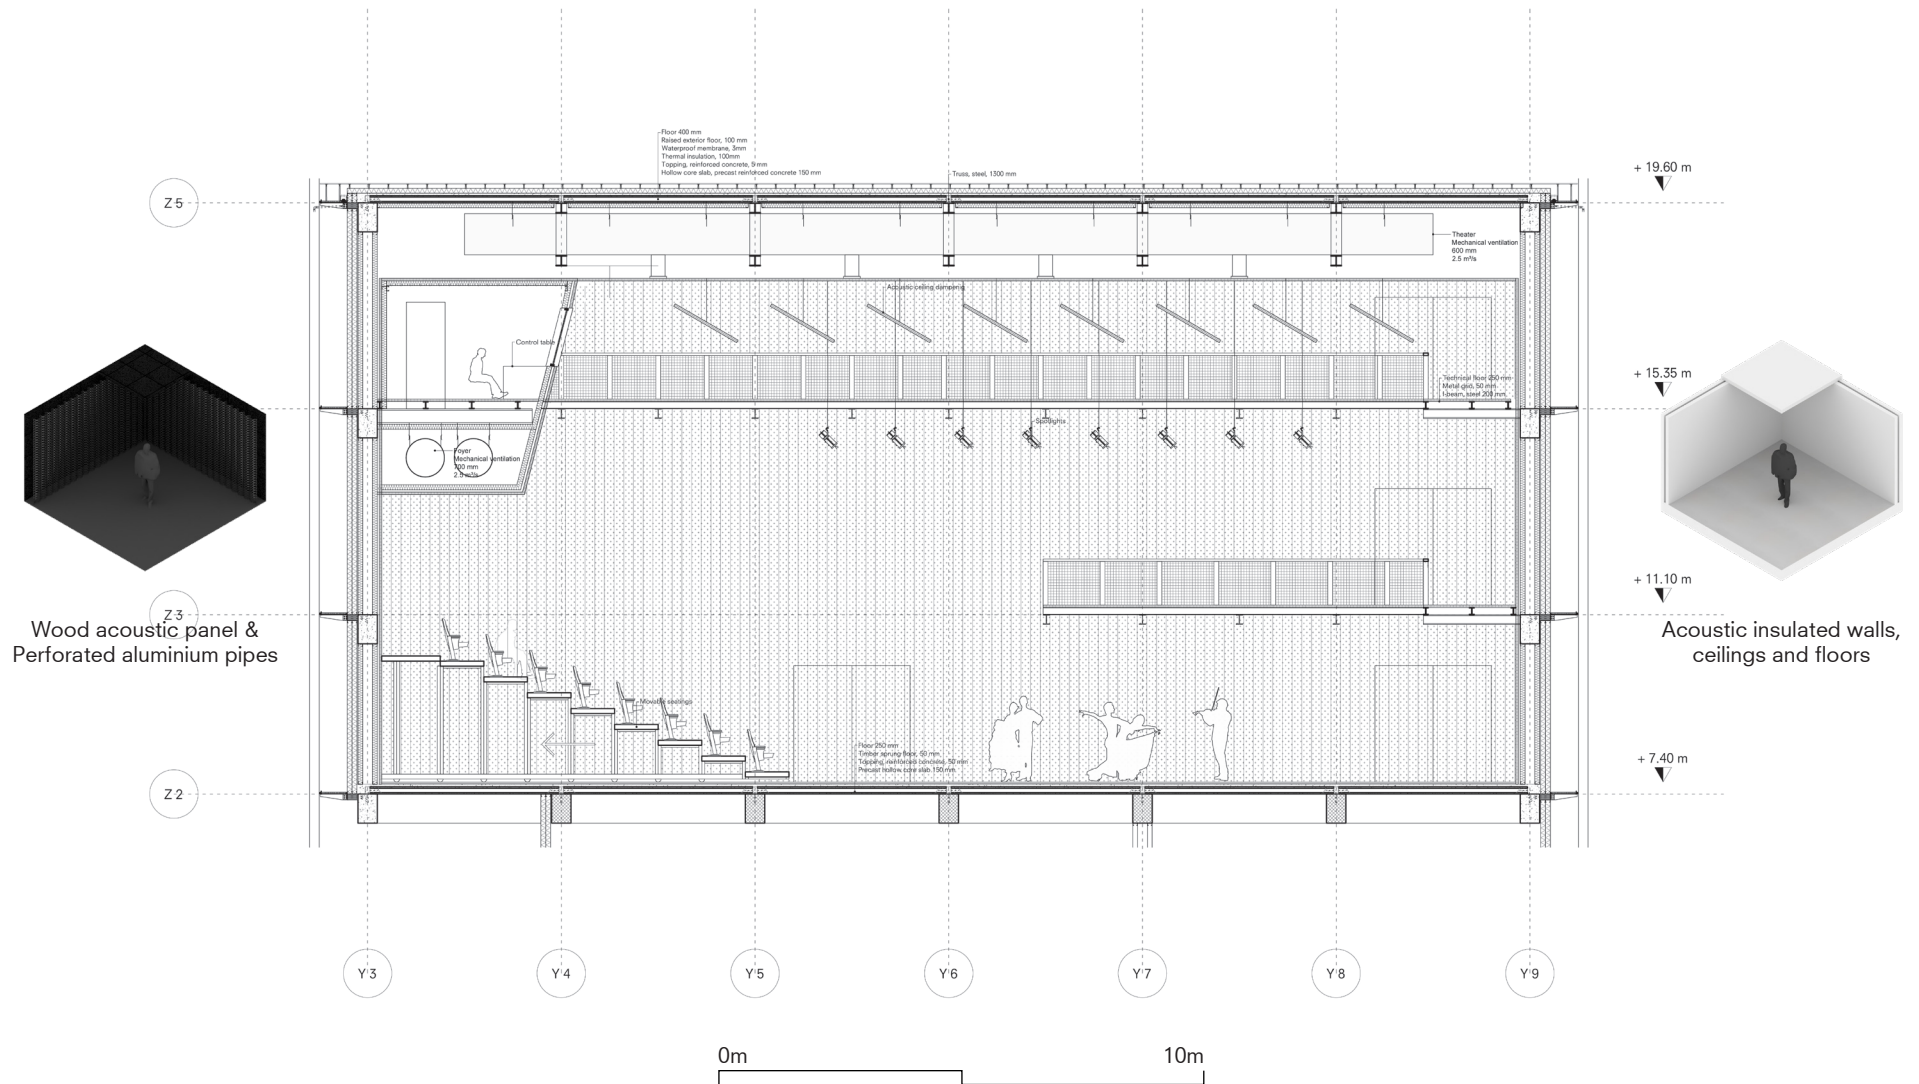 Floor 400 mm
Raised exterior floor, 100 mm
Waterproof membrane, 3mm
Thermal insulation, 100mm
Topping, reinforced concrete, 5 mm
Hollow core slab, precast reinforced concrete 150 mm
Truss, steel, 1300 mm
+ 19.60 m
Z 5
Theater
Mechanical ventilation
600 mm
2.5 m³/s
Acoustic ceiling dampenig
Control table
+ 15.35 m
Technical floor 250 mm
Metal grid, 50 mm
I-beam, steel 200 mm
Spotlights
Foyer
Mechanical ventilation
700 mm
2.5 m³/s
+ 11.10 m
Z 3
Wood acoustic panel &
Perforated aluminium pipes
Acoustic insulated walls,
ceilings and floors
Movable seatings
Floor 250 mm
Timber sprung floor, 50 mm
Topping, reinforced concrete, 50 mm
Precast hollow core slab 150 mm
+ 7.40 m
Z 2
Y 3
Y 4
Y 5
Y 6
Y 7
Y 8
Y 9
0m
10m